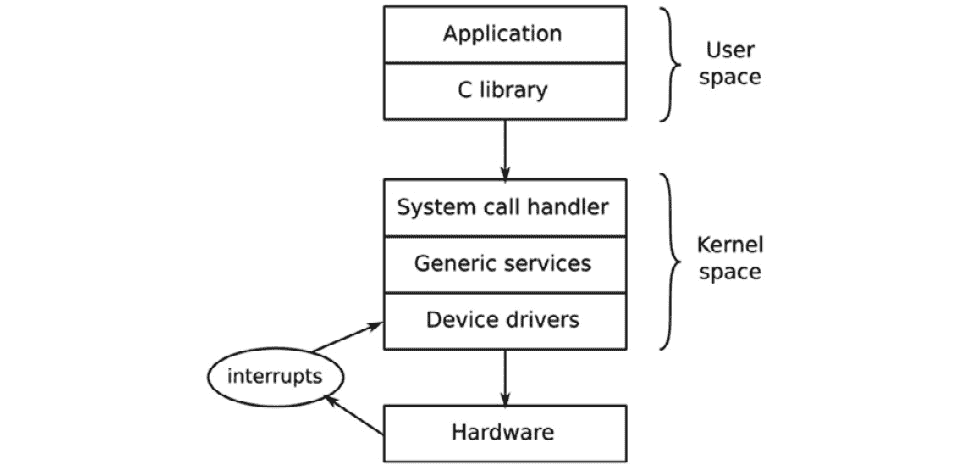 Application
User
space
C library
System call handler
Kernel
space
Generic services
Device drivers
interrupts
Hardware